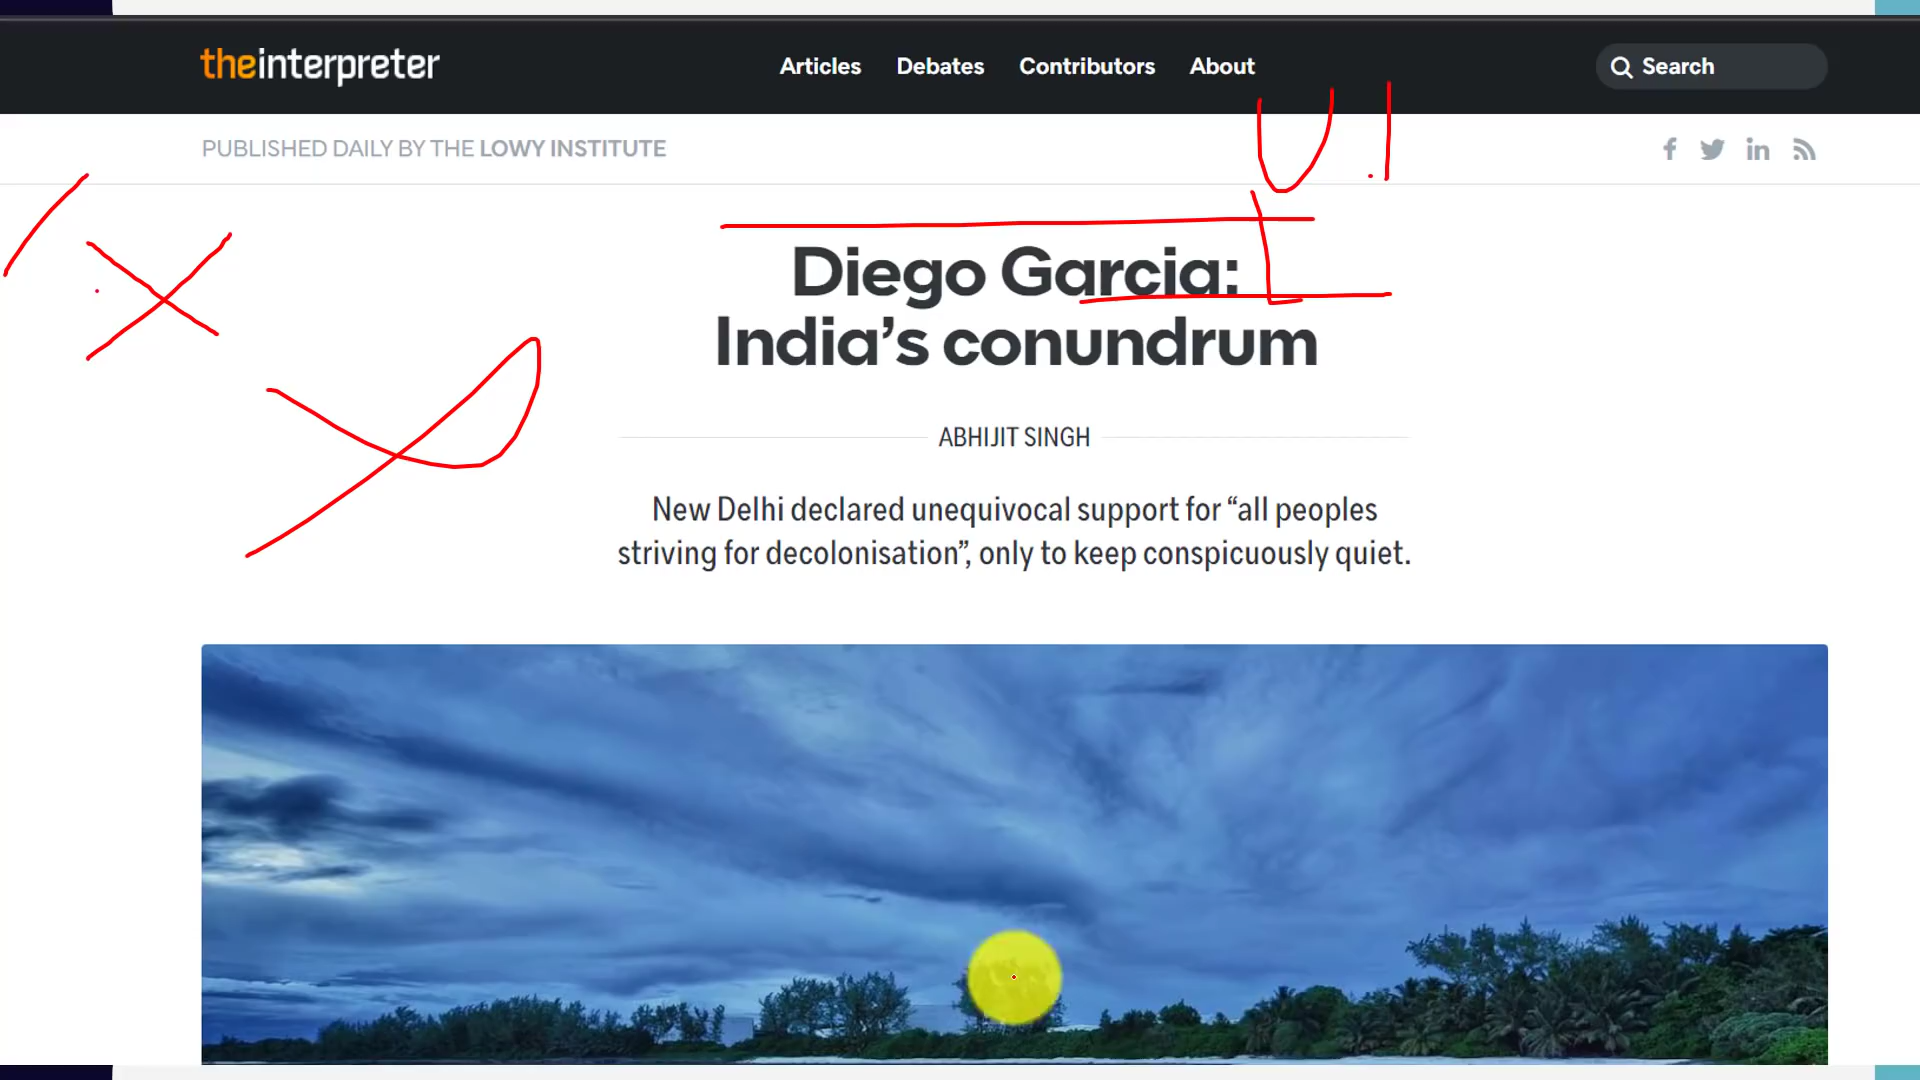 theinterpreter
Articles Debates Contributors About
Search
PUBLISHED DAILY BY THE LOWY INSTITUTE
Diego Garcia:
India’s conundrum
ABHIJIT SINGH
New Delhi declared unequivocal support for “all peoples
striving for decolonisation”, only to keep conspicuously quiet.